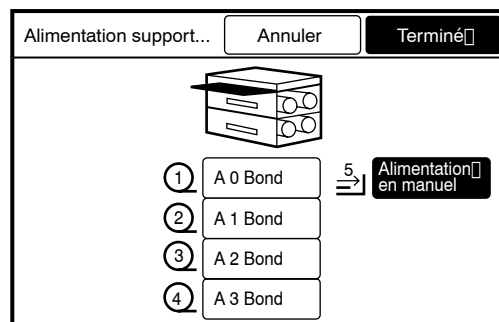 Alimentation support...
Annuler
Terminé
5
Alimentation
en manuel
1
A 0 Bond
2
A 1 Bond
3
A 2 Bond
4
A 3 Bond